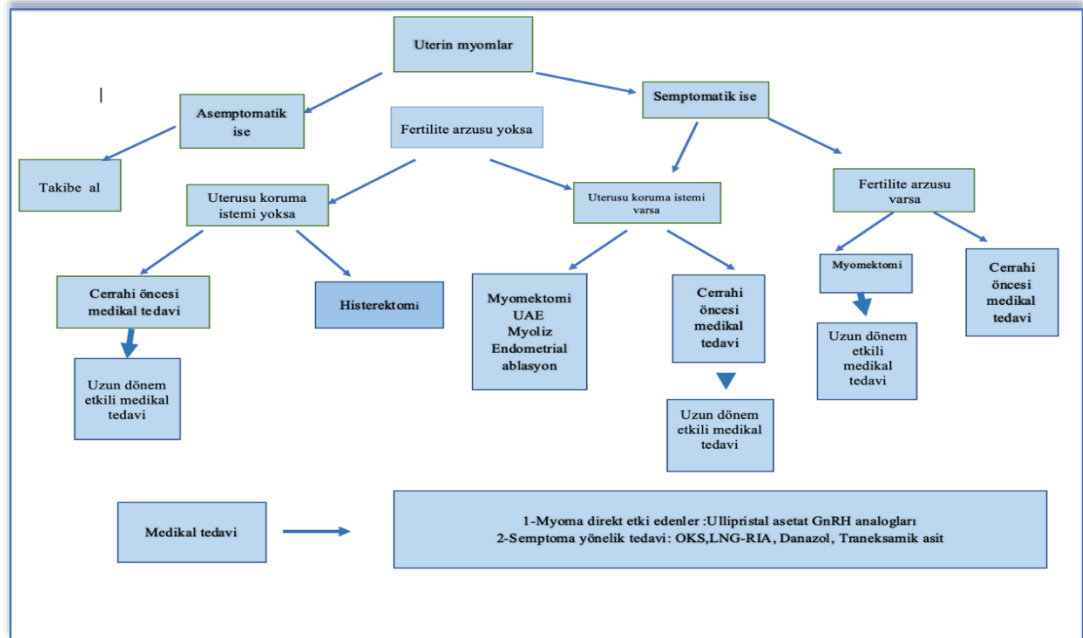 Uterin myomlar
Asemptomatik
ise
Fertilite arzusu yoksa
Semptomatik ise
Takibe al
Uterusu koruma
istemi yoksa
Uterusu koruma istemi
varsa
Fertilite arzusu
varsa
Cerrahi öncesi
medikal tedavi
Histerektomi
Myomektomi
UAE
Myoliz
Endometrial
ablasyon
Cerrahi
öncesi
medikal
tedavi
Myomektomi
Cerrahi
öncesi
medikal
tedavi
Uzun dönem
etkili medikal
tedavi
Uzun dönem
etkili medikal
tedavi
Uzun dönem
etkili medikal
tedavi
Medikal tedavi
1-Myoma direkt etki edenler :Ullipristal asetat GnRH analogları
2-Semptoma yönelik tedavi: OKS,LNG-RIA, Danazol, Traneksamik asit